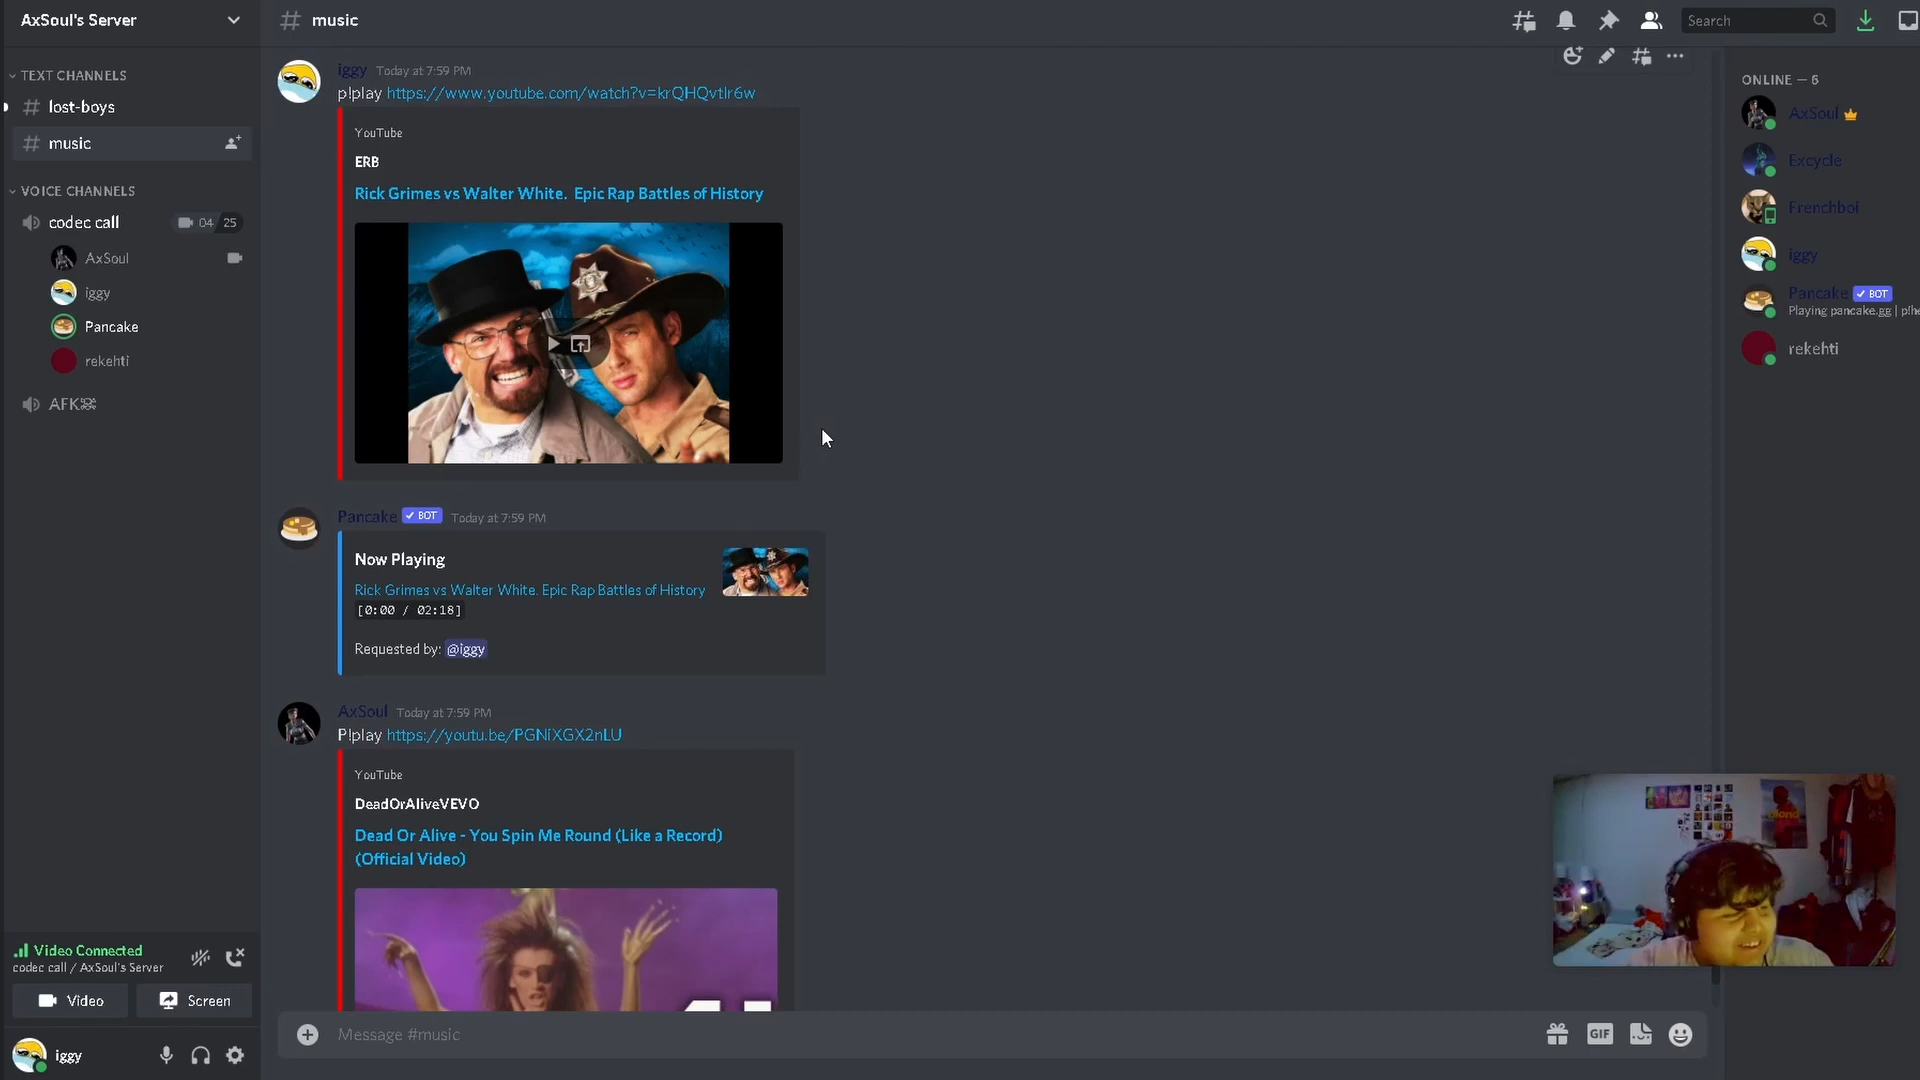 AxSoul's Server
music
Search
TEXT CHANNELS
lost-boys
music
VOICE CHANNELS
codec call 04 25
AxSoul
iggy
Pancake
rekehti
AFK
iggy Today at 7:59 PM
p!play https://www.youtube.com/watch?v=krQHQvtIr6w
YouTube
ERB
Rick Grimes vs Walter White. Epic Rap Battles of History
Pancake ✓ BOT Today at 7:59 PM
Now Playing
Rick Grimes vs Walter White. Epic Rap Battles of History
[0:00 / 02:18]
Requested by: @iggy
AxSoul Today at 7:59 PM
P!play https://youtu.be/PGNiXGX2nLU
YouTube
DeadOrAliveVEVO
Dead Or Alive - You Spin Me Round (Like a Record)
(Official Video)
Message #music
GIF
ONLINE — 6
AxSoul
Excycle
Frenchboi
iggy
Pancake ✓ BOT
Playing pancake.gg | p!he
rekehti
Video Connected
codec call / AxSoul's Server
Video
Screen
iggy